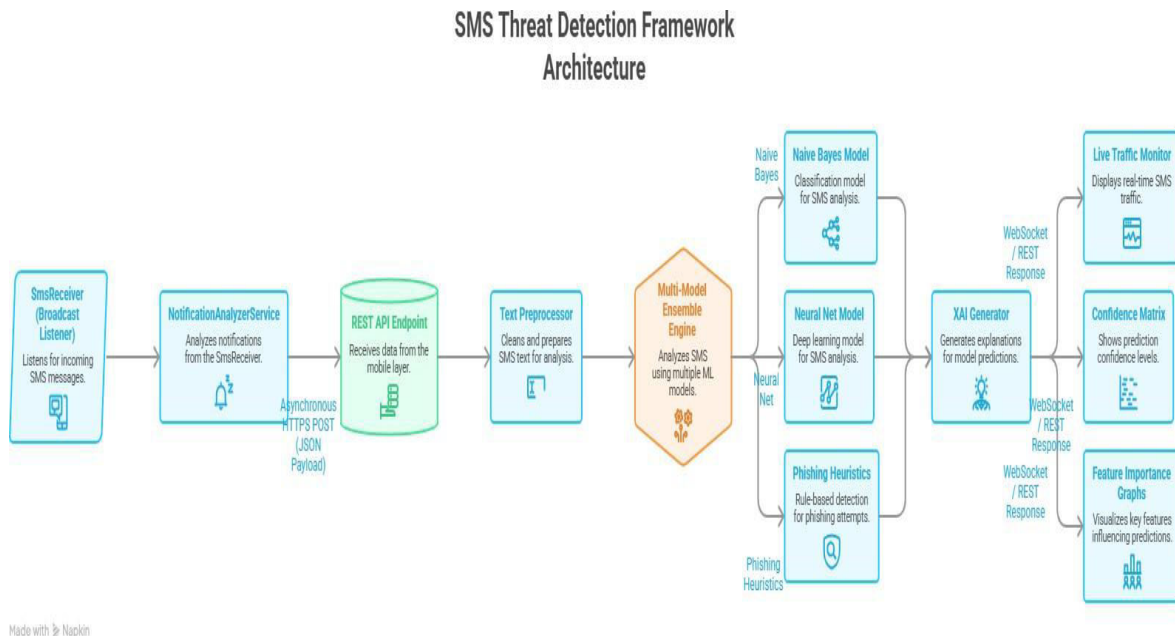 SMS Threat Detection Framework
Architecture
SmsReceiver
(Broadcast
Listener)
Listens for incoming
SMS messages.
NotificationAnalyzerService
Analyzes notifications
from the SmsReceiver.
Asynchronous
HTTPS POST
(JSON
Payload)
REST API Endpoint
Receives data from the
mobile layer.
Text Preprocessor
Cleans and prepares
SMS text for analysis.
Multi-Model
Ensemble
Engine
Analyzes SMS
using multiple ML
models.
Naive
Bayes
Naive Bayes Model
Classification model
for SMS analysis.
Neural
Net
Neural Net Model
Deep learning model
for SMS analysis.
Phishing
Heuristics
Phishing Heuristics
Rule-based detection
for phishing attempts.
XAI Generator
Generates explanations
for model predictions.
WebSocket
/ REST
Response
Live Traffic Monitor
Displays real-time SMS
traffic.
WebSocket
/ REST
Response
Confidence Matrix
Shows prediction
confidence levels.
WebSocket
/ REST
Response
Feature Importance
Graphs
Visualizes key features
influencing predictions.
Made with Napkin